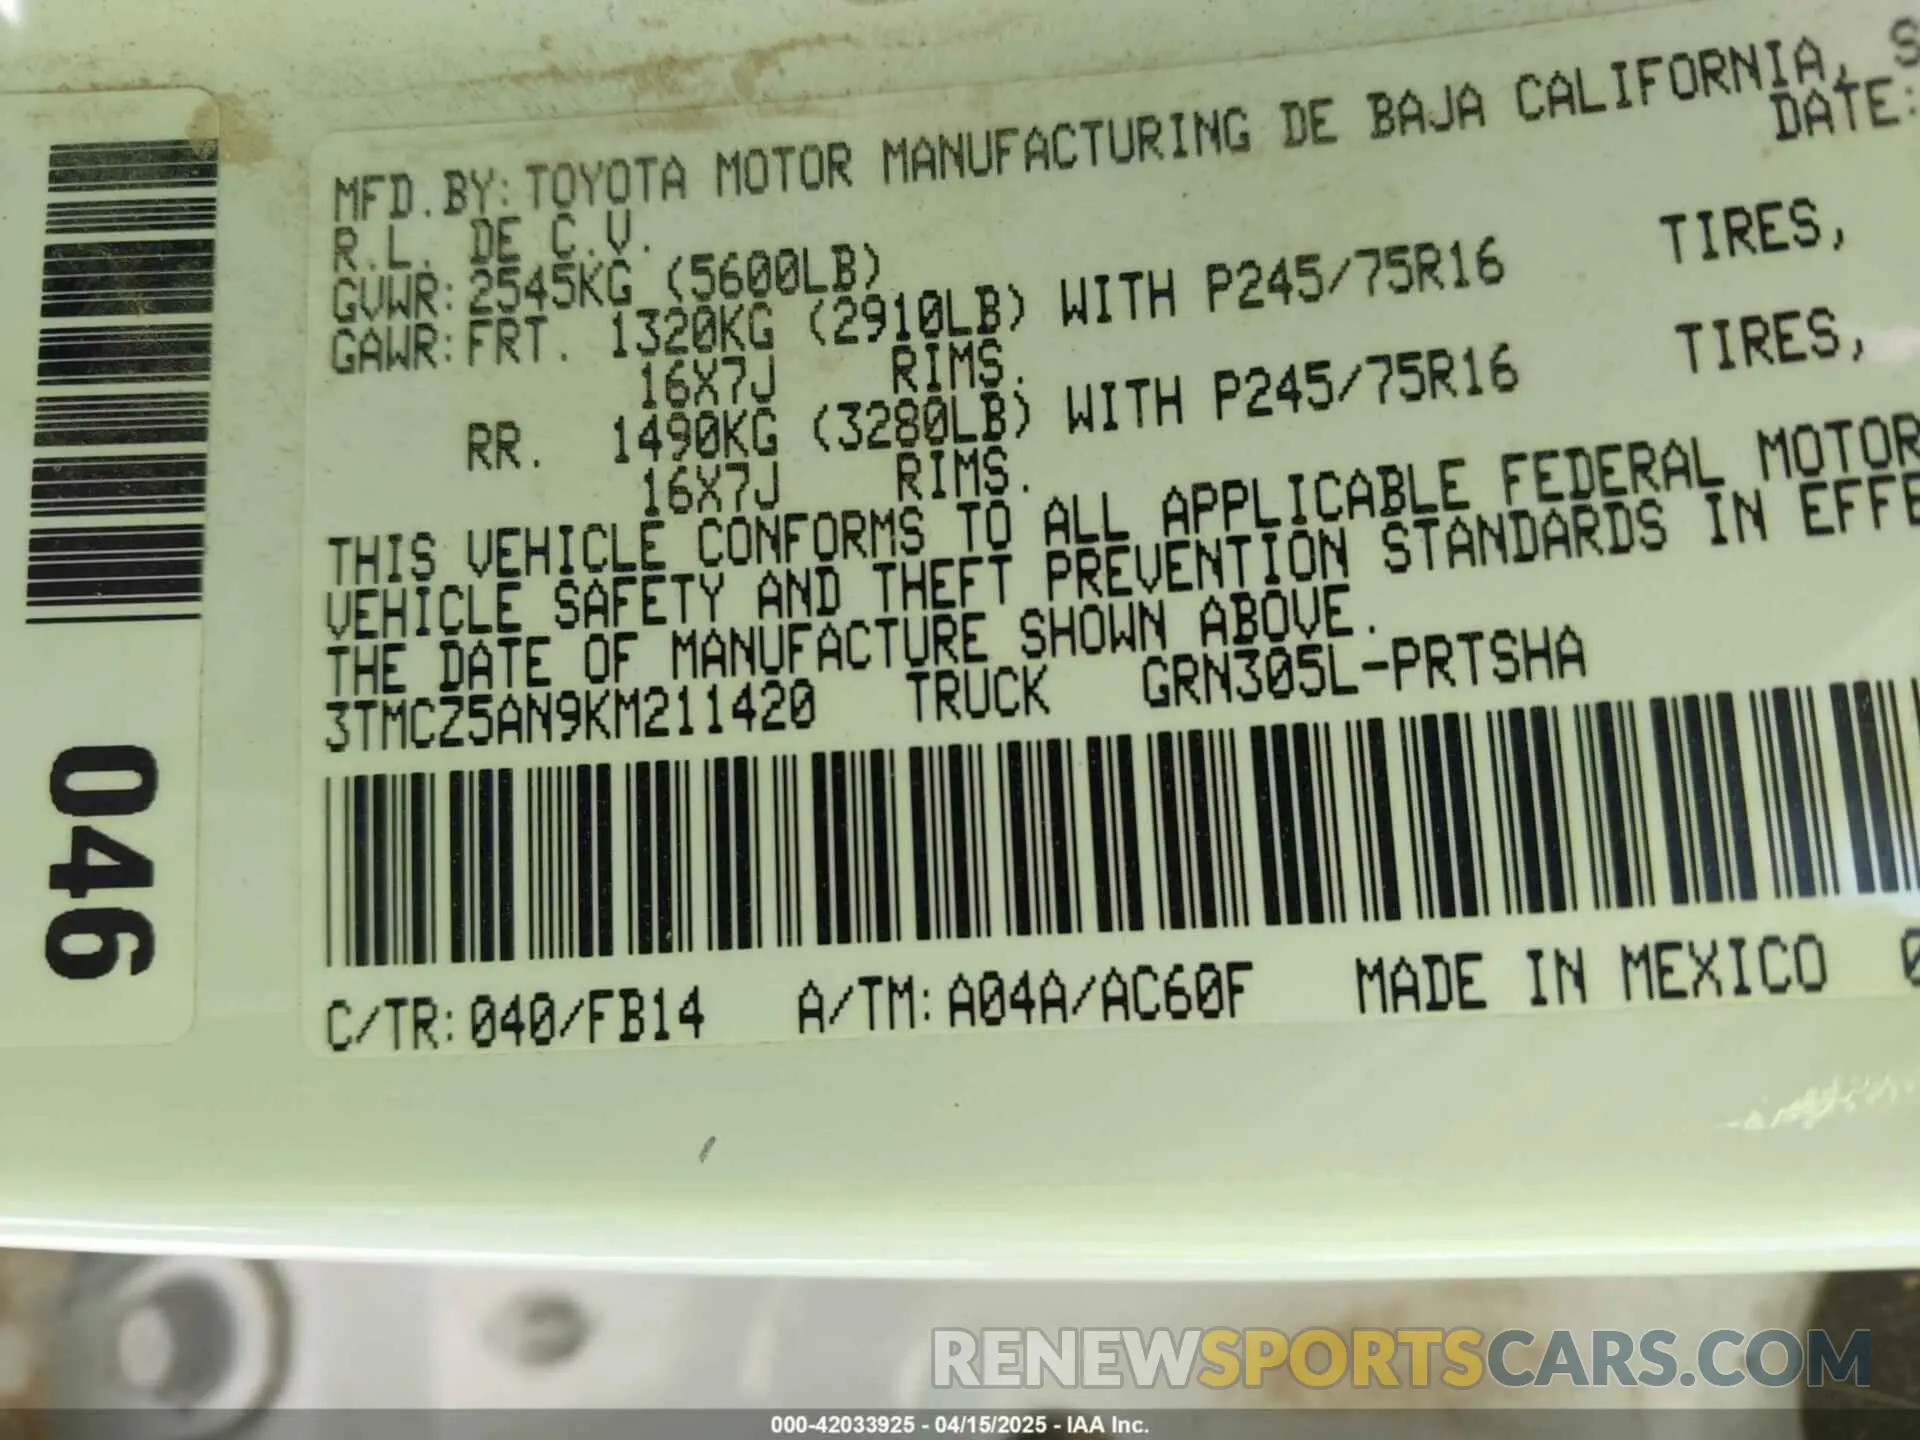 MFD.BY:TOYOTA MOTOR MANUFACTURING DE BAJA CALIFORNIA, S
DATE:
R.L. DE C.V.
GVWR:2545KG (5600LB)
GAWR:FRT. 1320KG (2910LB) WITH P245/75R16 TIRES,
16X7J RIMS.
RR. 1490KG (3280LB) WITH P245/75R16 TIRES,
16X7J RIMS.
THIS VEHICLE CONFORMS TO ALL APPLICABLE FEDERAL MOTOR
VEHICLE SAFETY AND THEFT PREVENTION STANDARDS IN EFFE
THE DATE OF MANUFACTURE SHOWN ABOVE.
3TMCZ5AN9KM211420 TRUCK GRN305L-PRTSHA
C/TR:040/FB14 A/TM:A04A/AC60F MADE IN MEXICO 0
046
RENEWSPORTSCARS.COM
000-42033925 - 04/15/2025 - IAA Inc.